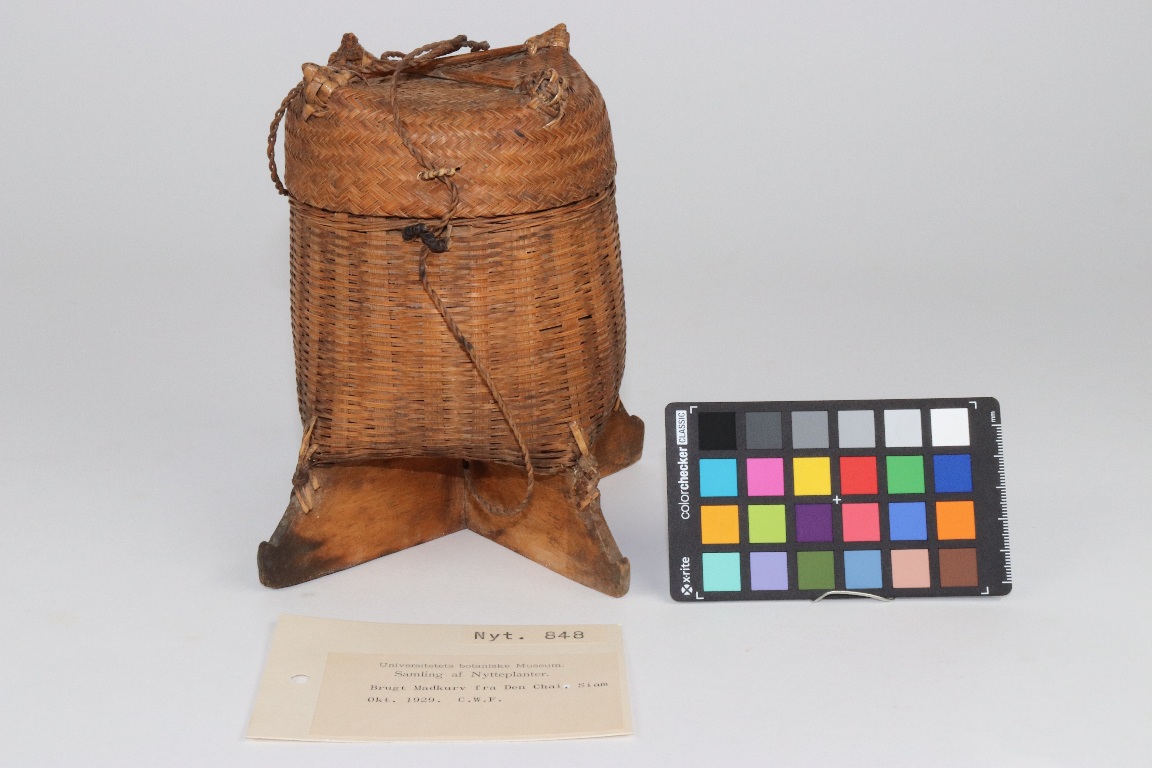 colorchecker CLASSIC
x-rite
mm
Nyt. 848
Universitetets botaniske Museum.
Samling af Nytteplanter.
Brugt Madkurv fra Den Chai. Siam
Okt. 1929. C.W.F.